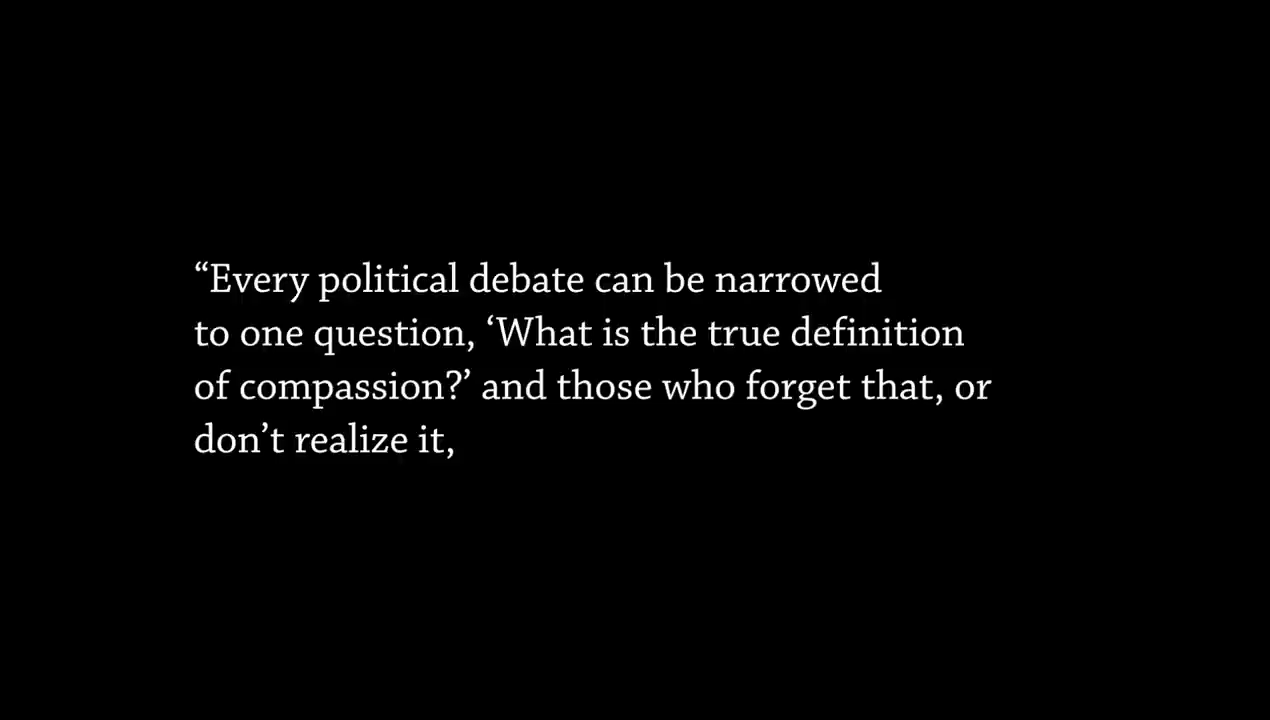 “Every political debate can be narrowed
to one question, ‘What is the true definition
of compassion?’ and those who forget that, or
don’t realize it,